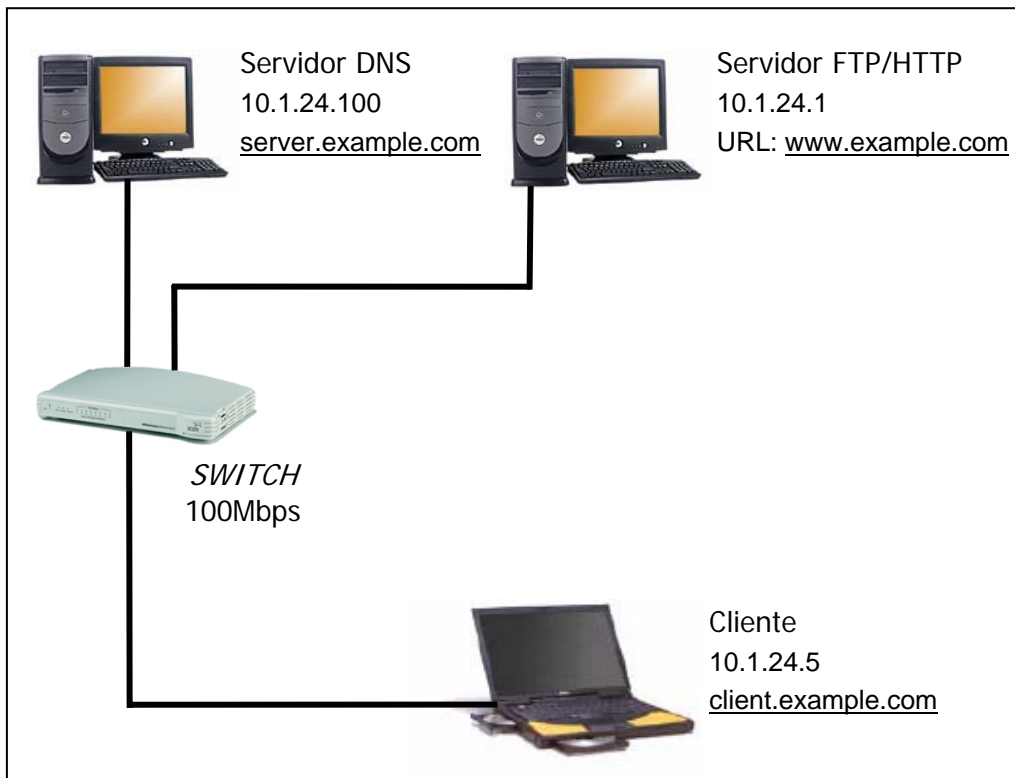 Servidor DNS
10.1.24.100
server.example.com
Servidor FTP/HTTP
10.1.24.1
URL: www.example.com
SWITCH
100Mbps
Cliente
10.1.24.5
client.example.com